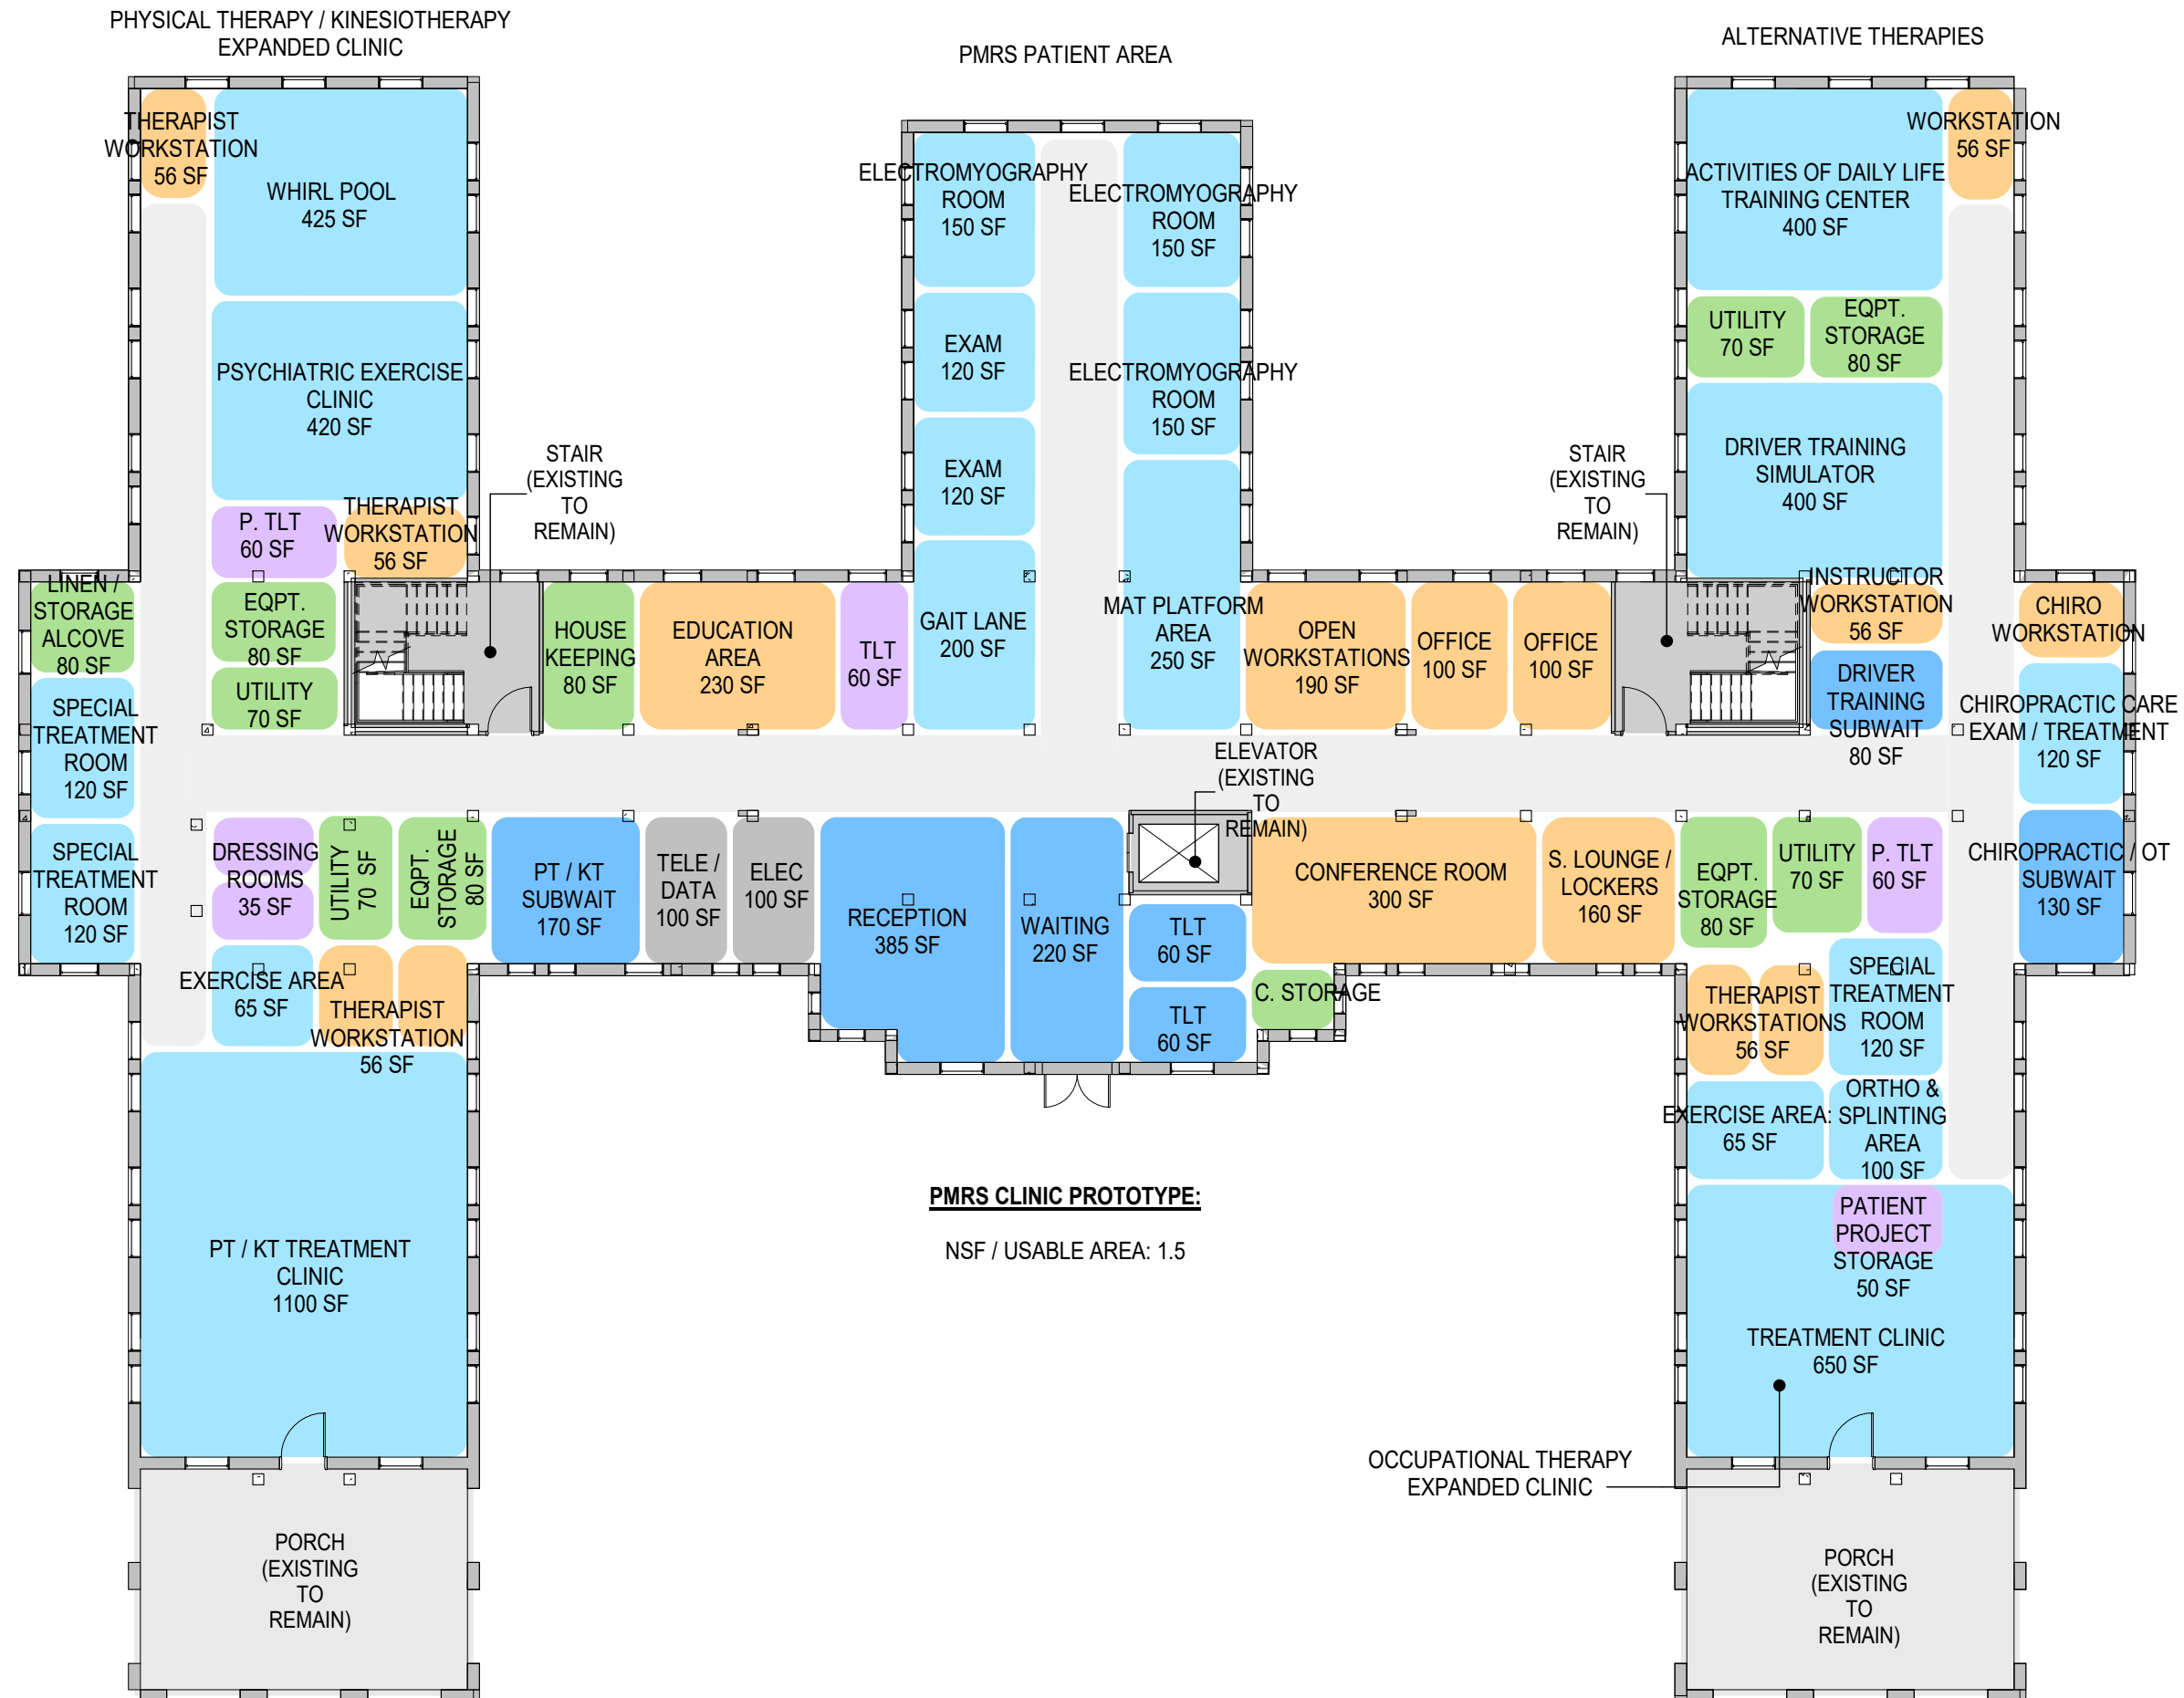 PHYSICAL THERAPY / KINESIOTHERAPY
EXPANDED CLINIC
PMRS PATIENT AREA
ALTERNATIVE THERAPIES
THERAPIST
WORKSTATION
56 SF
WHIRL POOL
425 SF
PSYCHIATRIC EXERCISE
CLINIC
420 SF
P. TLT
60 SF
THERAPIST
WORKSTATION
56 SF
STAIR
(EXISTING
TO
REMAIN)
LINEN /
STORAGE
ALCOVE
80 SF
EQPT.
STORAGE
80 SF
UTILITY
70 SF
SPECIAL
TREATMENT
ROOM
120 SF
SPECIAL
TREATMENT
ROOM
120 SF
HOUSE
KEEPING
80 SF
EDUCATION
AREA
230 SF
TLT
60 SF
ELECTROMYOGRAPHY
ROOM
150 SF
ELECTROMYOGRAPHY
ROOM
150 SF
EXAM
120 SF
ELECTROMYOGRAPHY
ROOM
150 SF
EXAM
120 SF
GAIT LANE
200 SF
MAT PLATFORM
AREA
250 SF
OPEN
WORKSTATIONS
190 SF
OFFICE
100 SF
OFFICE
100 SF
STAIR
(EXISTING
TO
REMAIN)
WORKSTATION
56 SF
ACTIVITIES OF DAILY LIFE
TRAINING CENTER
400 SF
UTILITY
70 SF
EQPT.
STORAGE
80 SF
DRIVER TRAINING
SIMULATOR
400 SF
INSTRUCTOR
WORKSTATION
56 SF
DRIVER
TRAINING
SUBWAIT
80 SF
CHIRO
WORKSTATION
CHIROPRACTIC CARE
EXAM / TREATMENT
120 SF
CHIROPRACTIC / OT
SUBWAIT
130 SF
ELEVATOR
(EXISTING
TO
REMAIN)
DRESSING
ROOMS
35 SF
UTILITY
70 SF
EQPT.
STORAGE
80 SF
PT / KT
SUBWAIT
170 SF
TELE /
DATA
100 SF
ELEC
100 SF
RECEPTION
385 SF
WAITING
220 SF
TLT
60 SF
TLT
60 SF
CONFERENCE ROOM
300 SF
C. STORAGE
S. LOUNGE /
LOCKERS
160 SF
EQPT.
STORAGE
80 SF
UTILITY
70 SF
P. TLT
60 SF
EXERCISE AREA
65 SF
THERAPIST
WORKSTATION
56 SF
THERAPIST
WORKSTATIONS
56 SF
SPECIAL
TREATMENT
ROOM
120 SF
EXERCISE AREA:
65 SF
ORTHO &
SPLINTING
AREA
100 SF
PATIENT
PROJECT
STORAGE
50 SF
PT / KT TREATMENT
CLINIC
1100 SF
PMRS CLINIC PROTOTYPE:
NSF / USABLE AREA: 1.5
TREATMENT CLINIC
650 SF
OCCUPATIONAL THERAPY
EXPANDED CLINIC
PORCH
(EXISTING
TO
REMAIN)
PORCH
(EXISTING
TO
REMAIN)